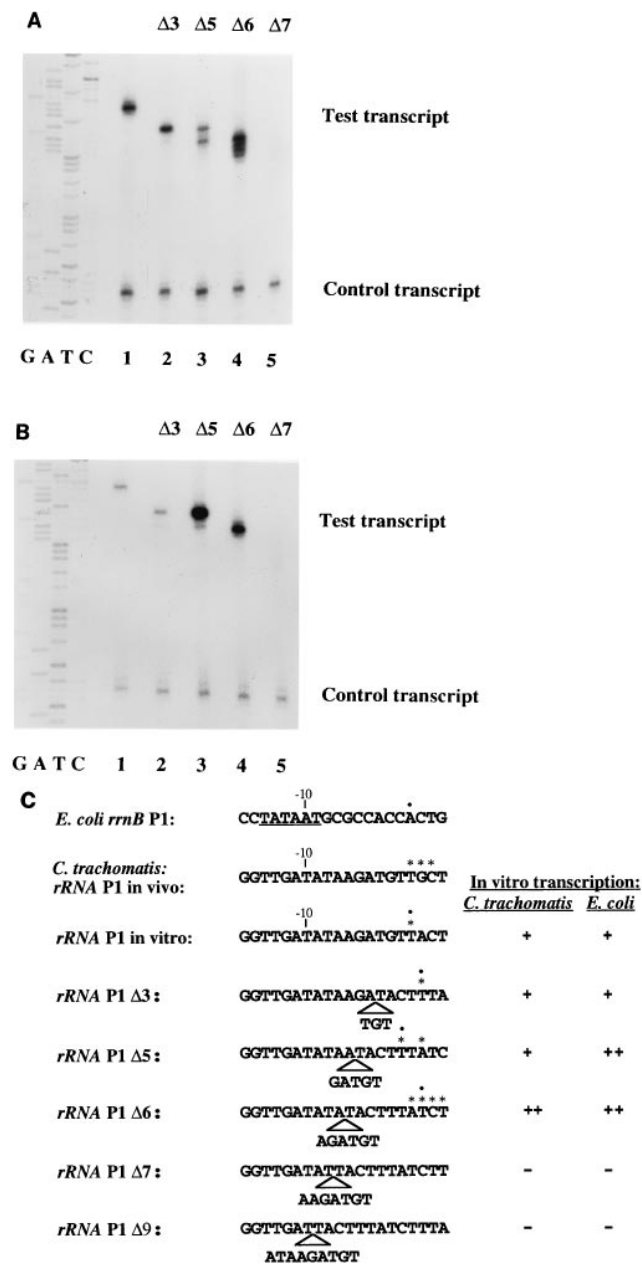 A
Δ3 Δ5 Δ6 Δ7
Test transcript
Control transcript
G A T C 1 2 3 4 5
B
Δ3 Δ5 Δ6 Δ7
Test transcript
Control transcript
G A T C 1 2 3 4 5
C
-10
E. coli rrnB P1: CCTATAATGCGCCACCACTG
C. trachomatis:
-10 ***
rRNA P1 in vivo: GGTTGATATAAGATGTTGCT
In vitro transcription:
C. trachomatis E. coli
-10 *
rRNA P1 in vitro: GGTTGATATAAGATGTTACT + +
*
rRNA P1 Δ3: GGTTGATATAAGATACTTTA + +
TGT
* *
rRNA P1 Δ5: GGTTGATATAATACTTTATC + ++
GATGT
****
rRNA P1 Δ6: GGTTGATATATACTTTATCT ++ ++
AGATGT
rRNA P1 Δ7: GGTTGATATTACTTTATCTT – –
AAGATGT
rRNA P1 Δ9: GGTTGATTACTTTATCTTTA – –
ATAAGATGT